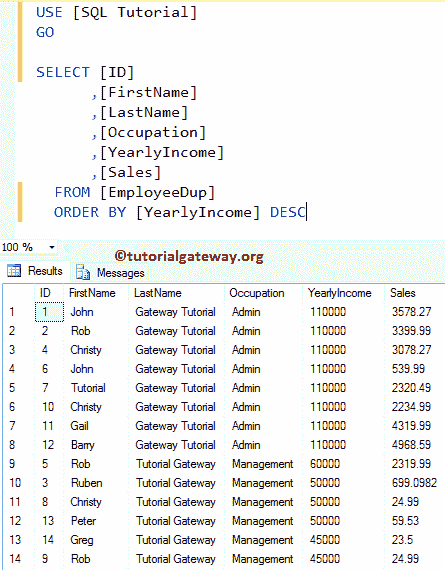 USE [SQL Tutorial]
GO
SELECT [ID]
,[FirstName]
,[LastName]
,[Occupation]
,[YearlyIncome]
,[Sales]
FROM [EmployeeDup]
ORDER BY [YearlyIncome] DESC
100 %
©tutorialgateway.org
Results Messages
ID FirstName LastName Occupation YearlyIncome Sales
1 1 John Gateway Tutorial Admin 110000 3578.27
2 2 Rob Gateway Tutorial Admin 110000 3399.99
3 4 Christy Gateway Tutorial Admin 110000 3078.27
4 6 John Gateway Tutorial Admin 110000 539.99
5 7 Tutorial Gateway Tutorial Admin 110000 2320.49
6 10 Christy Gateway Tutorial Admin 110000 2234.99
7 11 Gail Gateway Tutorial Admin 110000 4319.99
8 12 Barry Gateway Tutorial Admin 110000 4968.59
9 5 Rob Tutorial Gateway Management 60000 2319.99
10 3 Ruben Tutorial Gateway Management 50000 699.0982
11 8 Christy Tutorial Gateway Management 50000 24.99
12 13 Peter Tutorial Gateway Management 50000 59.53
13 14 Greg Tutorial Gateway Management 45000 23.5
14 9 Rob Tutorial Gateway Management 45000 24.99